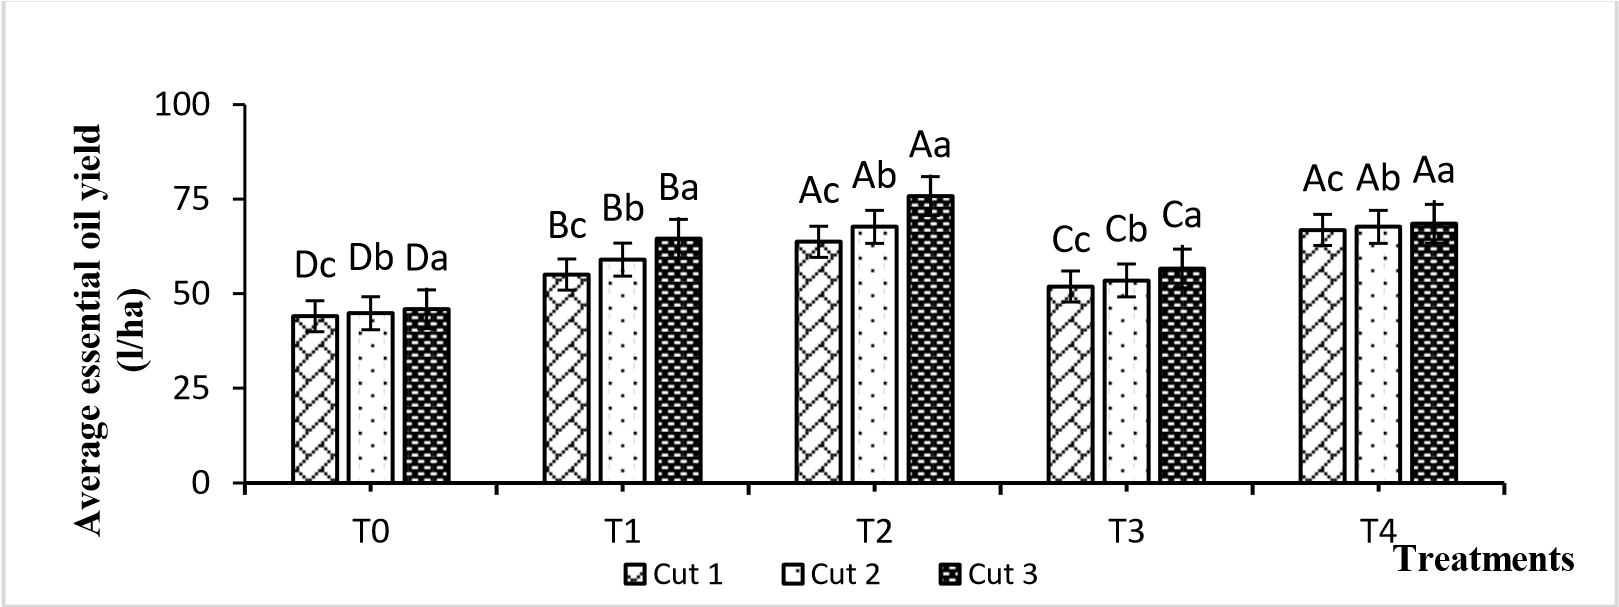 Average essential oil yield
(l/ha)
100
75
50
25
0
Dc Db Da
Bc Bb Ba
Ac Ab Aa
Cc Cb Ca
Ac Ab Aa
T0 T1 T2 T3 T4
Treatments
Cut 1 Cut 2 Cut 3